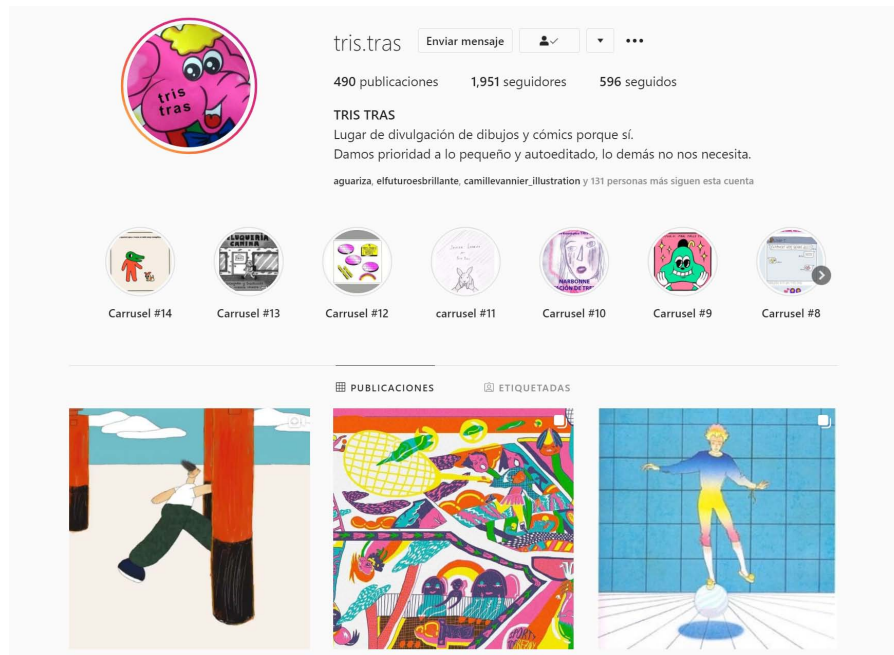 tris.tras Enviar mensaje
490 publicaciones 1,951 seguidores 596 seguidos
TRIS TRAS
Lugar de divulgación de dibujos y cómics porque sí.
Damos prioridad a lo pequeño y autoeditado, lo demás no nos necesita.
aguariza, elfuturoesbrillante, camillevannier_illustration y 131 personas más siguen esta cuenta
tris
tras
PELUQUERÍA
CANINA
NARBONNE
Carrusel #14 Carrusel #13 Carrusel #12 carrusel #11 Carrusel #10 Carrusel #9 Carrusel #8
PUBLICACIONES ETIQUETADAS